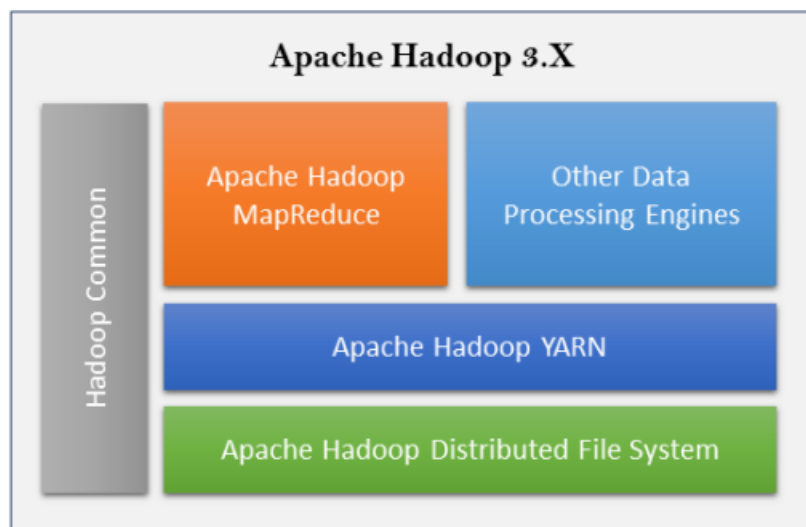 Apache Hadoop 3.X
Hadoop Common
Apache Hadoop
MapReduce
Other Data
Processing Engines
Apache Hadoop YARN
Apache Hadoop Distributed File System